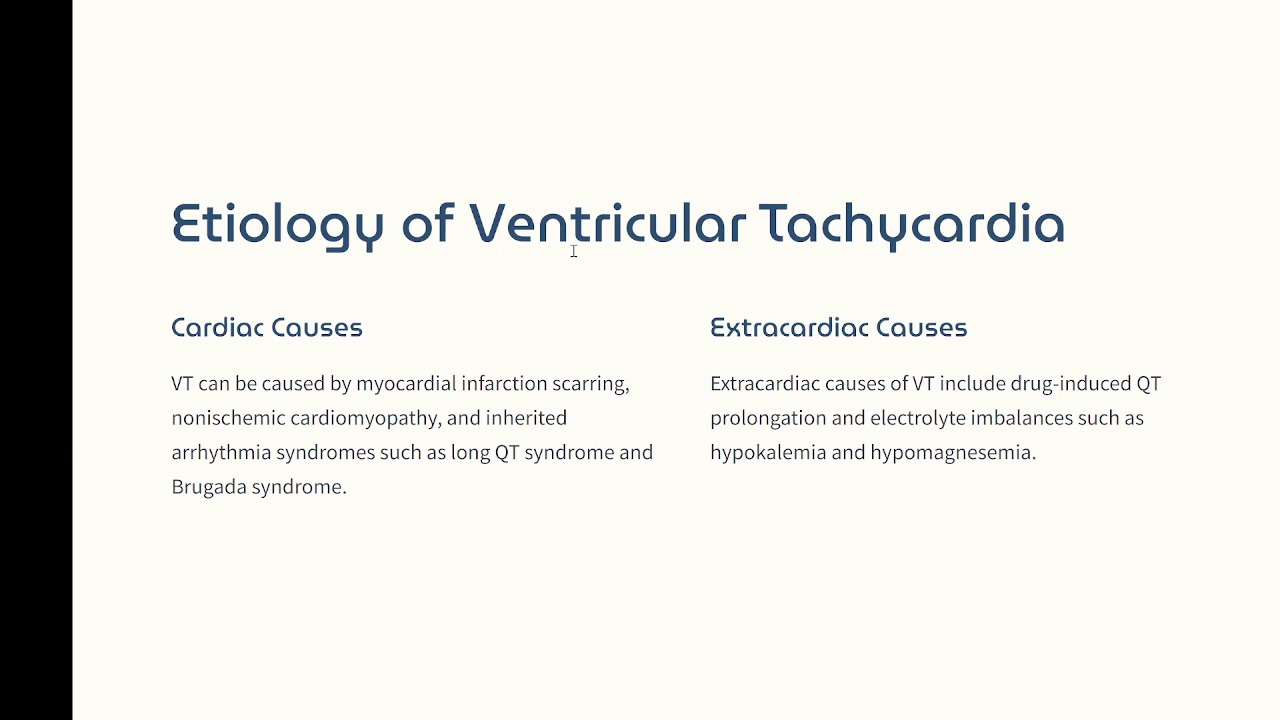 Etiology of Ventricular Tachycardia
Cardiac Causes
VT can be caused by myocardial infarction scarring,
nonischemic cardiomyopathy, and inherited
arrhythmia syndromes such as long QT syndrome and
Brugada syndrome.
Extracardiac Causes
Extracardiac causes of VT include drug-induced QT
prolongation and electrolyte imbalances such as
hypokalemia and hypomagnesemia.